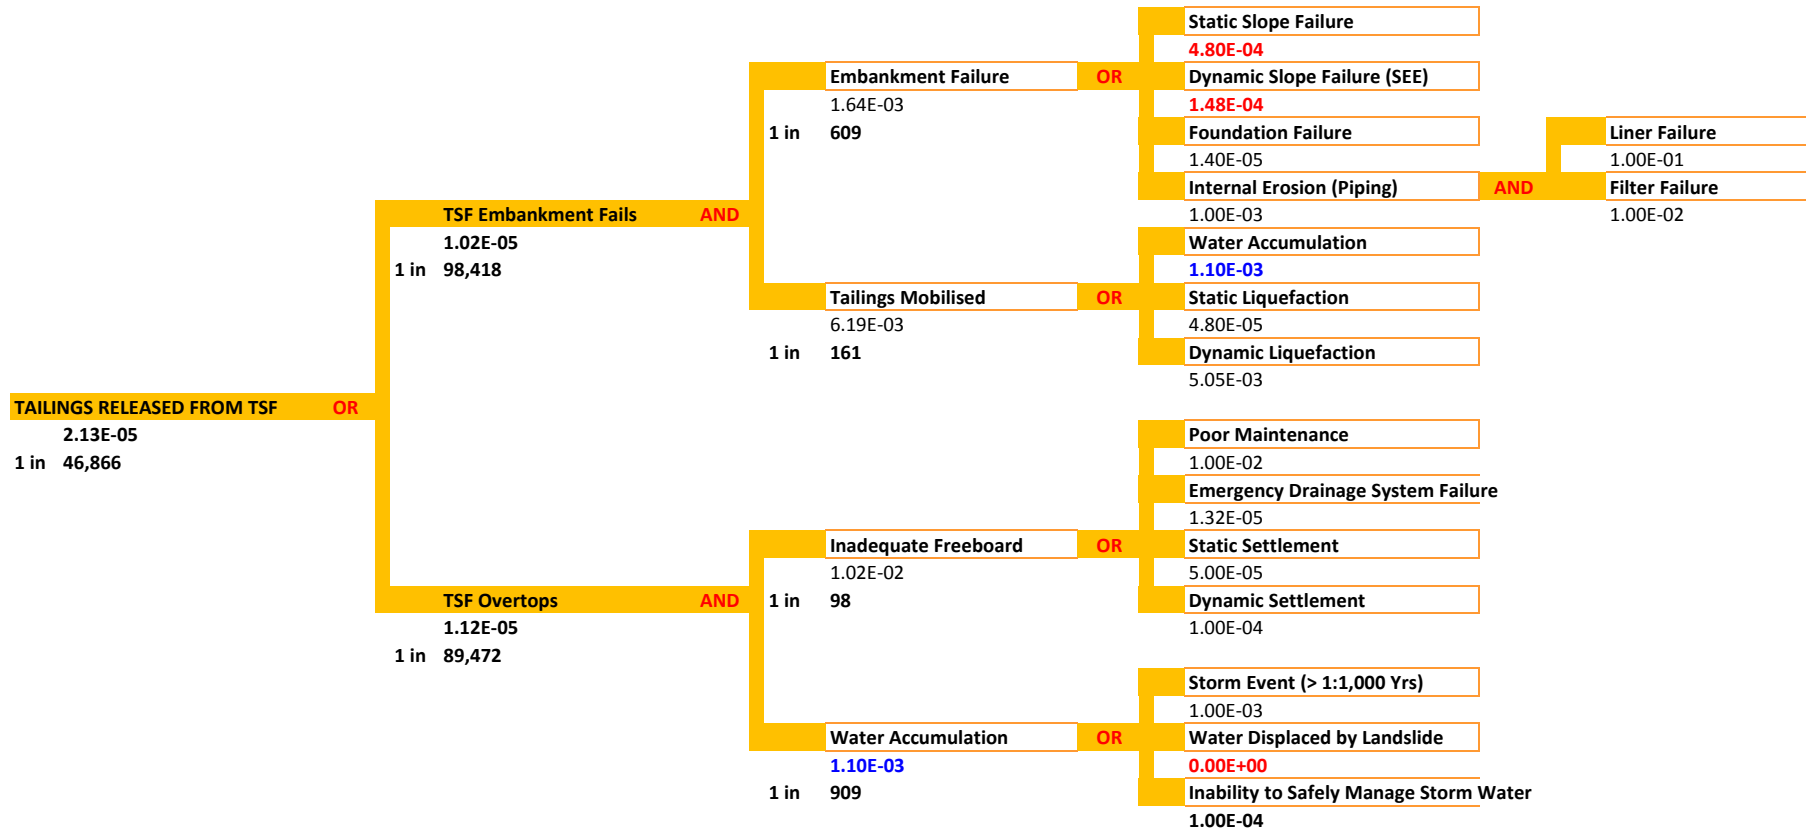 Static Slope Failure
4.80E-04
Embankment Failure OR Dynamic Slope Failure (SEE)
1.64E-03 1.48E-04
1 in 609 Foundation Failure Liner Failure
1.40E-05 1.00E-01
Internal Erosion (Piping) AND Filter Failure
TSF Embankment Fails AND 1.00E-03 1.00E-02
1.02E-05 Water Accumulation
1 in 98,418 1.10E-03
Tailings Mobilised OR Static Liquefaction
6.19E-03 4.80E-05
1 in 161 Dynamic Liquefaction
5.05E-03
TAILINGS RELEASED FROM TSF OR
2.13E-05 Poor Maintenance
1 in 46,866 1.00E-02
Emergency Drainage System Failure
1.32E-05
Inadequate Freeboard OR Static Settlement
1.02E-02 5.00E-05
TSF Overtops AND 1 in 98 Dynamic Settlement
1.12E-05 1.00E-04
1 in 89,472
Storm Event (> 1:1,000 Yrs)
1.00E-03
Water Accumulation OR Water Displaced by Landslide
1.10E-03 0.00E+00
1 in 909 Inability to Safely Manage Storm Water
1.00E-04